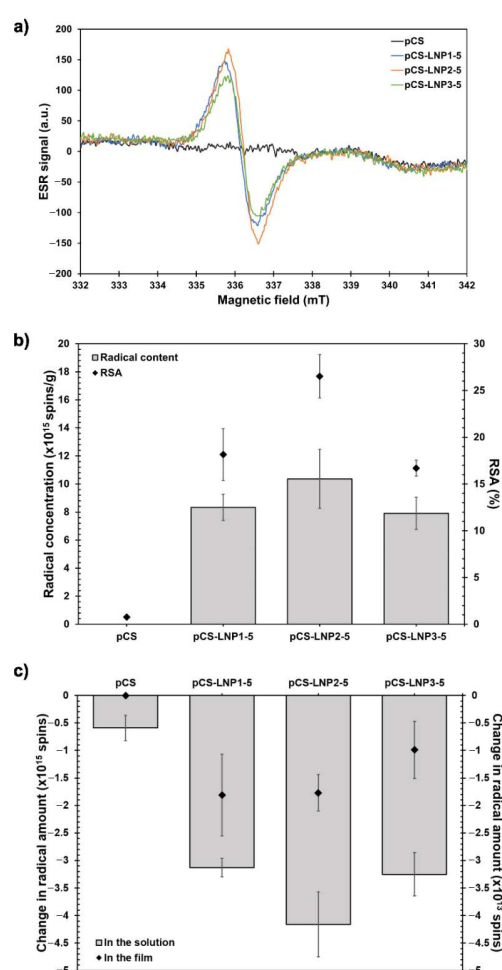 a)
200
150
100
50
0
−50
−100
−150
−200
ESR signal (a.u.)
pCS
pCS-LNP1-5
pCS-LNP2-5
pCS-LNP3-5
332 333 334 335 336 337 338 339 340 341 342
Magnetic field (mT)
b)
20
18
16
14
12
10
8
6
4
2
0
Radical concentration (x10¹⁵ spins/g)
Radical content
RSA
30
25
20
15
10
5
0
RSA (%)
pCS pCS-LNP1-5 pCS-LNP2-5 pCS-LNP3-5
c)
pCS pCS-LNP1-5 pCS-LNP2-5 pCS-LNP3-5
0
−0.5
−1
−1.5
−2
−2.5
−3
−3.5
−4
−4.5
−5
Change in radical amount (x10¹⁵ spins)
In the solution
In the film
0
−0.5
−1
−1.5
−2
−2.5
−3
−3.5
−4
−4.5
−5
Change in radical amount (x10¹³ spins)